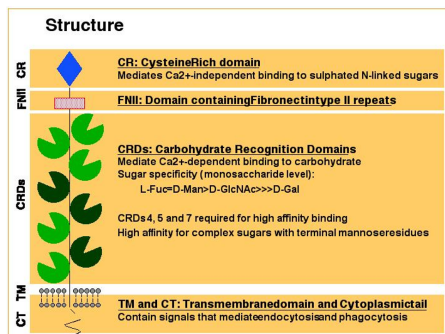 Structure
CR
CR: CysteineRich domain
Mediates Ca2+-independent binding to sulphated N-linked sugars
FNII
FNII: Domain containingFibronectintype II repeats
CRDs
CRDs: Carbohydrate Recognition Domains
Mediate Ca2+-dependent binding to carbohydrate
Sugar specificity (monosaccharide level):
L-Fuc=D-Man>D-GlcNAc>>>D-Gal
CRDs4, 5 and 7 required for high affinity binding
High affinity for complex sugars with terminal mannoseresidues
TM
CT
TM and CT: Transmembranedomain and Cytoplasmictail
Contain signals that mediateendocytosisand phagocytosis